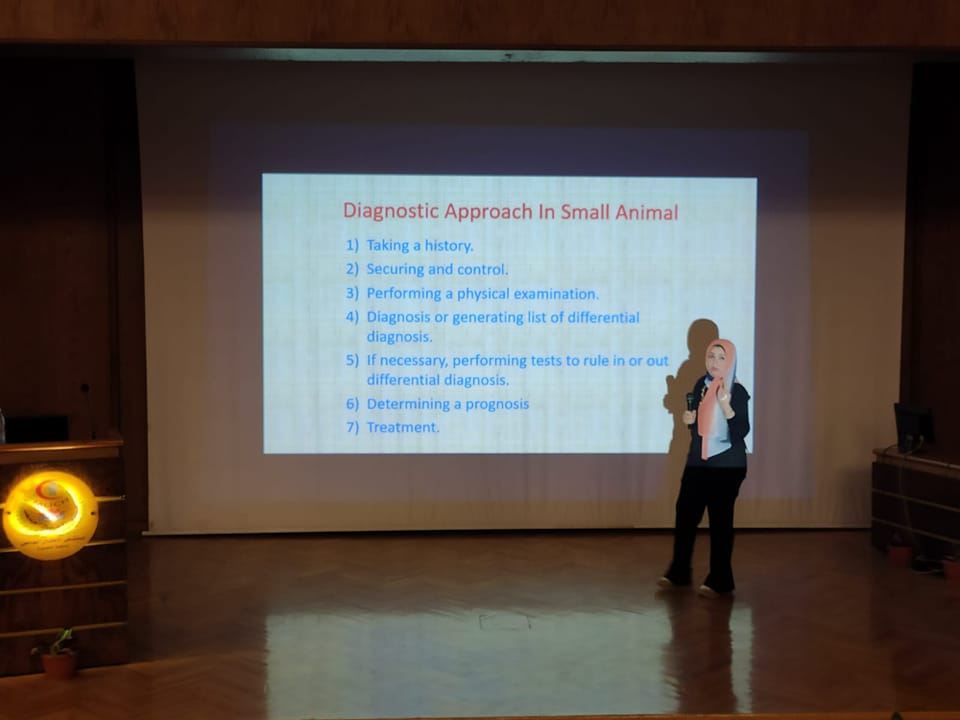 Diagnostic Approach In Small Animal
1) Taking a history.
2) Securing and control.
3) Performing a physical examination.
4) Diagnosis or generating list of differential
diagnosis.
5) If necessary, performing tests to rule in or out
differential diagnosis.
6) Determining a prognosis
7) Treatment.